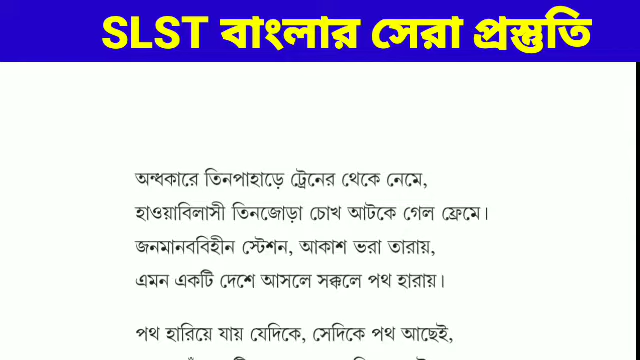 SLST বাংলার সেরা প্রস্তুতি
অন্ধকারে তিনপাহাড়ে ট্রেনের থেকে নেমে,
হাওয়াবিলাসী তিনজোড়া চোখ আটকে গেল ফ্রেমে।
জনমানববিহীন স্টেশন, আকাশ ভরা তারায়,
এমন একটি দেশে আসলে সক্কলে পথ হারায়।
পথ হারিয়ে যায় যেদিকে, সেদিকে পথ আছেই,